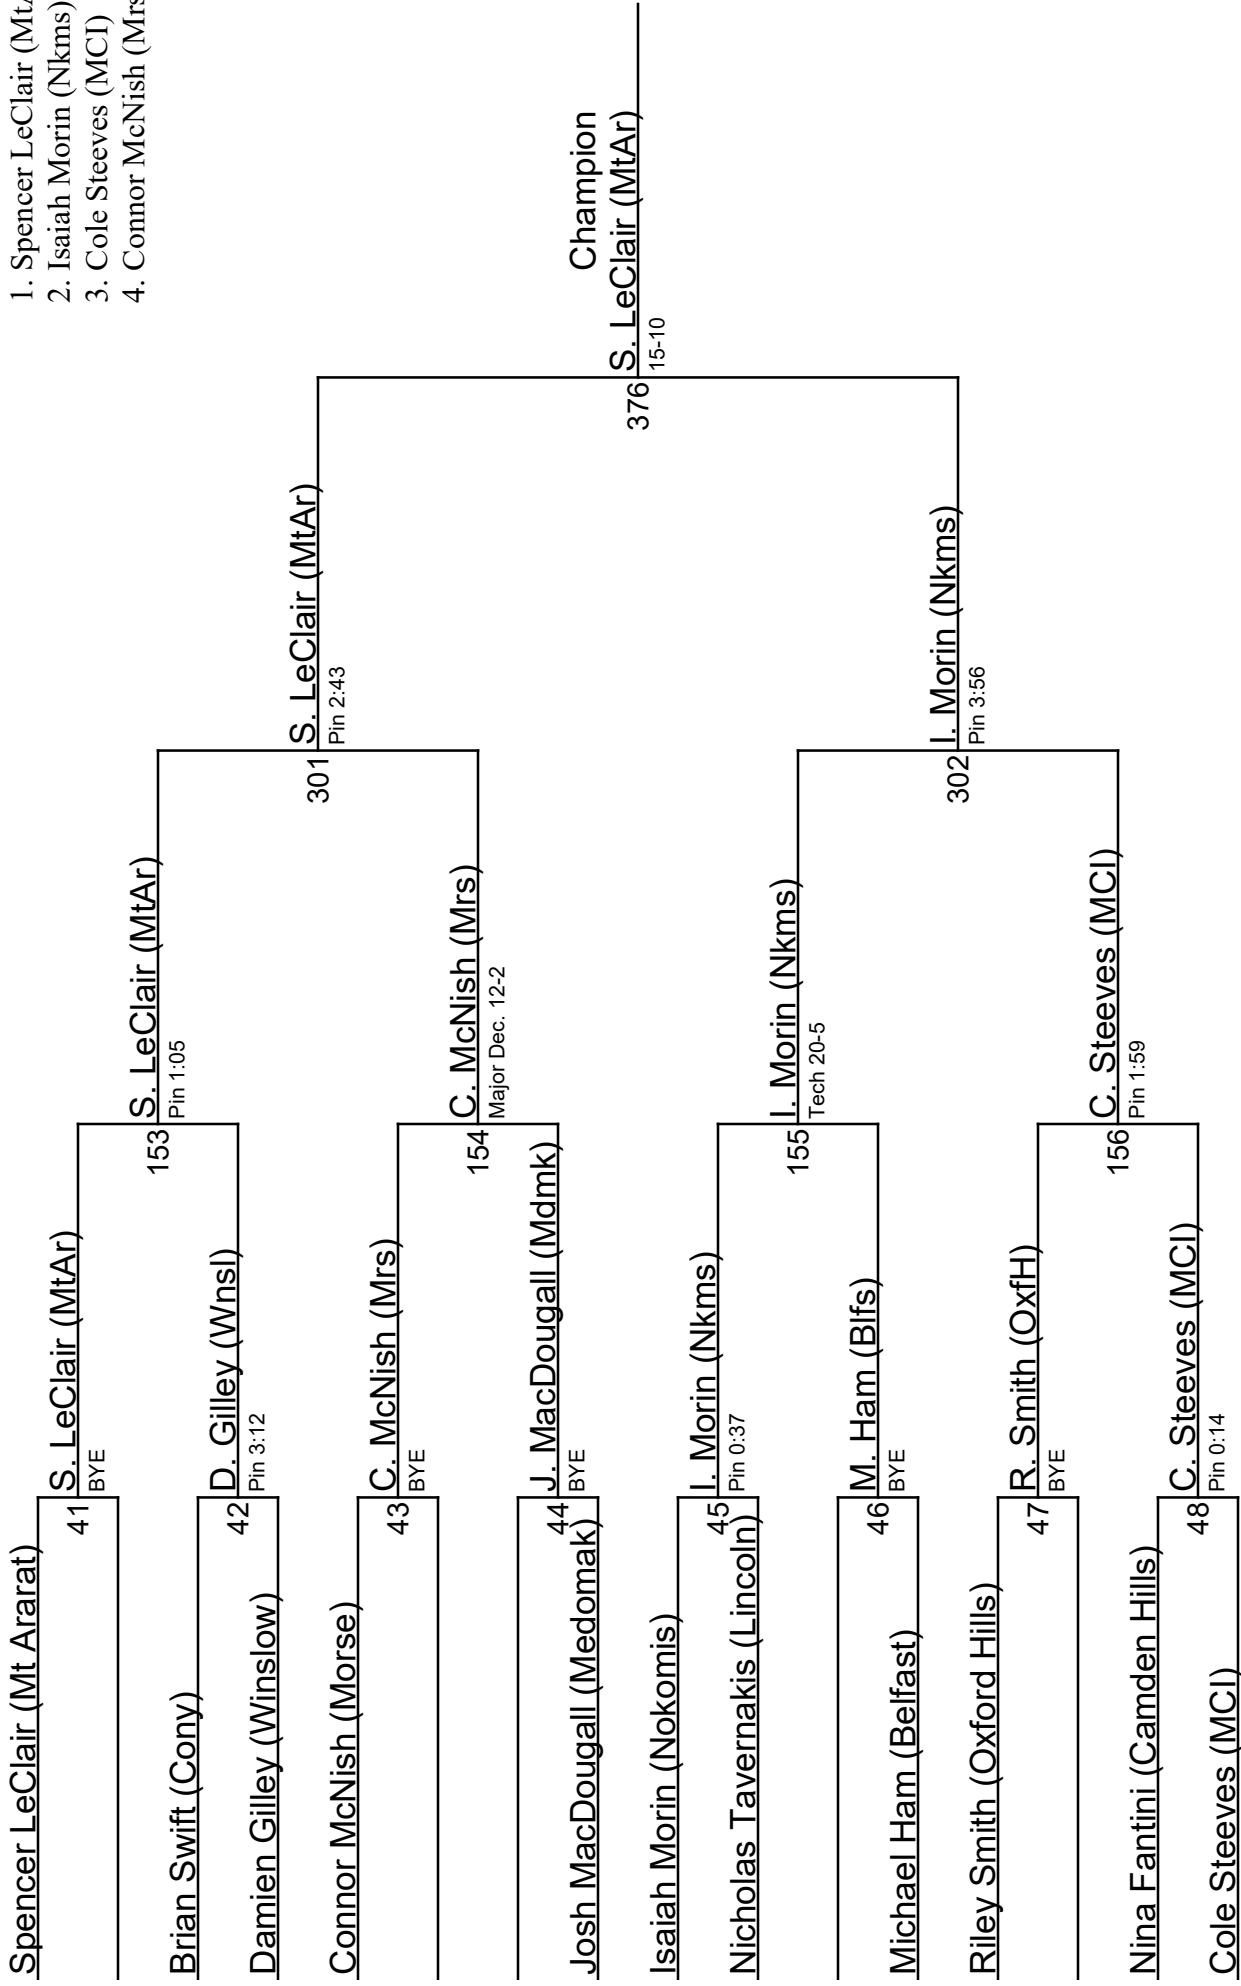 1. Spencer LeClair (MtA
2. Isaiah Morin (Nkms)
3. Cole Steeves (MCI)
4. Connor McNish (Mrs
Spencer LeClair (Mt Ararat)
Brian Swift (Cony)
Damien Gilley (Winslow)
Connor McNish (Morse)
Josh MacDougall (Medomak)
Isaiah Morin (Nokomis)
Nicholas Tavernakis (Lincoln)
Michael Ham (Belfast)
Riley Smith (Oxford Hills)
Nina Fantini (Camden Hills)
Cole Steeves (MCI)
S. LeClair (MtAr)
41
BYE
D. Gilley (Wnsl)
42
Pin 3:12
C. McNish (Mrs)
43
BYE
J. MacDougall (Mdmk)
44
BYE
I. Morin (Nkms)
45
Pin 0:37
M. Ham (Blfs)
46
BYE
R. Smith (OxfH)
47
BYE
C. Steeves (MCI)
48
Pin 0:14
S. LeClair (MtAr)
153
Pin 1:05
C. McNish (Mrs)
154
Major Dec. 12-2
I. Morin (Nkms)
155
Tech 20-5
C. Steeves (MCI)
156
Pin 1:59
S. LeClair (MtAr)
301
Pin 2:43
I. Morin (Nkms)
302
Pin 3:56
Champion
S. LeClair (MtAr)
376
15-10